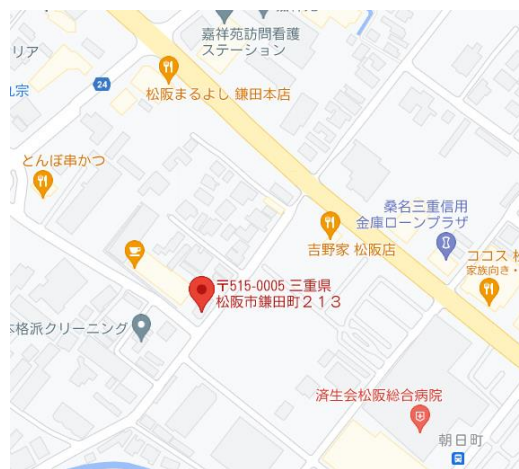 嘉祥苑訪問看護
ステーション
リア
24
九宗
松阪まるよし 鎌田本店
とんぼ串かつ
桑名三重信用
金庫ローンプラザ
吉野家 松阪店
ココス 松
家族向き・
〒515-0005 三重県
松阪市鎌田町213
本格派クリーニング
済生会松阪総合病院
朝日町